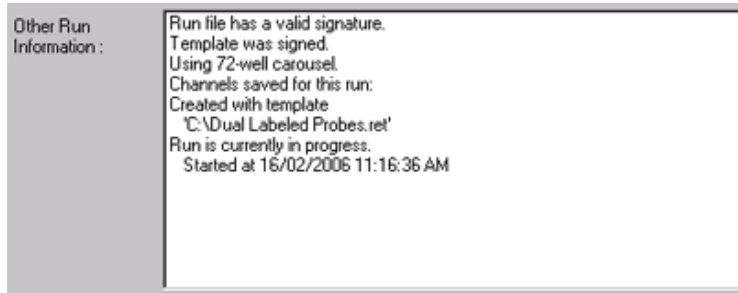 Other Run
Information :
Run file has a valid signature.
Template was signed.
Using 72-well carousel.
Channels saved for this run:
Created with template
'C:\Dual Labeled Probes.ret'
Run is currently in progress.
Started at 16/02/2006 11:16:36 AM